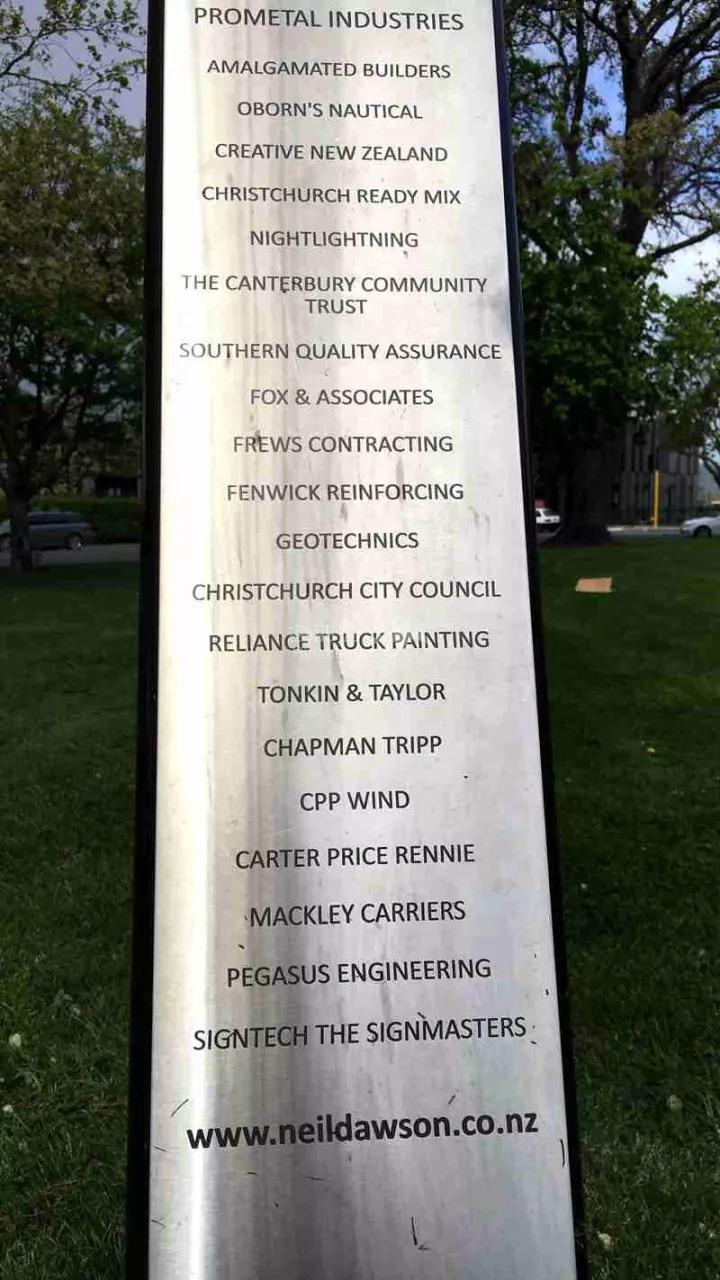 PROMETAL INDUSTRIES
AMALGAMATED BUILDERS
OBORN'S NAUTICAL
CREATIVE NEW ZEALAND
CHRISTCHURCH READY MIX
NIGHTLIGHTNING
THE CANTERBURY COMMUNITY
TRUST
SOUTHERN QUALITY ASSURANCE
FOX & ASSOCIATES
FREWS CONTRACTING
FENWICK REINFORCING
GEOTECHNICS
CHRISTCHURCH CITY COUNCIL
RELIANCE TRUCK PAINTING
TONKIN & TAYLOR
CHAPMAN TRIPP
CPP WIND
CARTER PRICE RENNIE
MACKLEY CARRIERS
PEGASUS ENGINEERING
SIGNTECH THE SIGNMASTERS
www.neildawson.co.nz